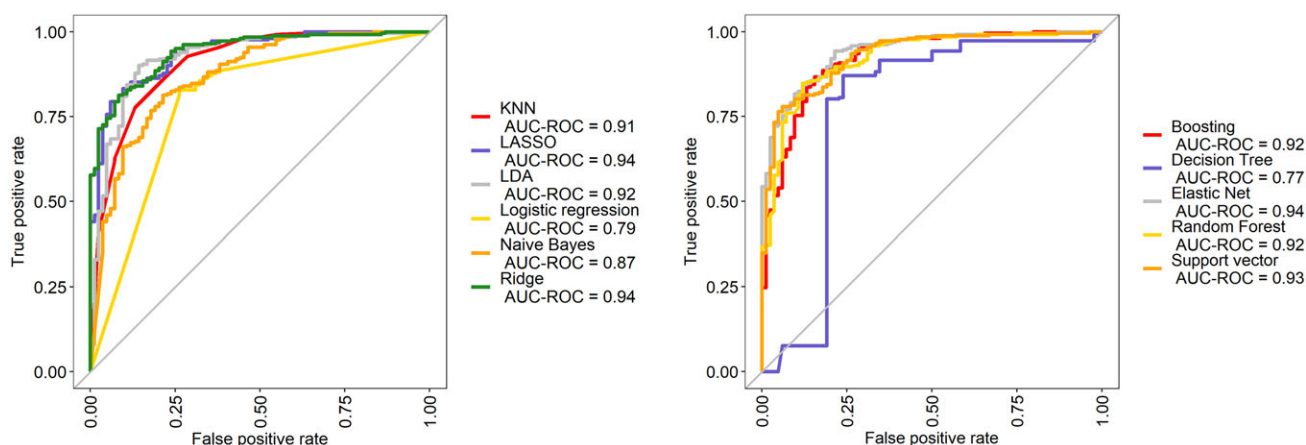 1.00
0.75
0.50
0.25
0.00
True positive rate
0.00
0.25
0.50
0.75
1.00
False positive rate
KNN
AUC-ROC = 0.91
LASSO
AUC-ROC = 0.94
LDA
AUC-ROC = 0.92
Logistic regression
AUC-ROC = 0.79
Naive Bayes
AUC-ROC = 0.87
Ridge
AUC-ROC = 0.94
1.00
0.75
0.50
0.25
0.00
True positive rate
0.00
0.25
0.50
0.75
1.00
False positive rate
Boosting
AUC-ROC = 0.92
Decision Tree
AUC-ROC = 0.77
Elastic Net
AUC-ROC = 0.94
Random Forest
AUC-ROC = 0.92
Support vector
AUC-ROC = 0.93